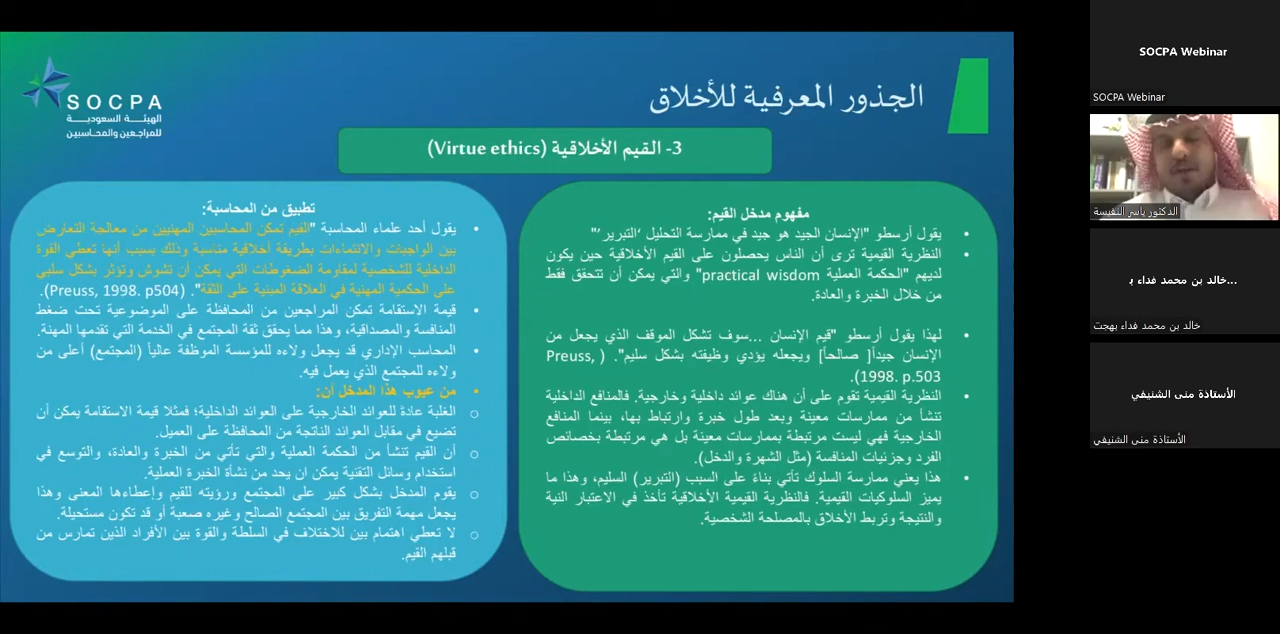 SOCPA
الهيئة السعودية
للمراجعين والمحاسبين
الجذور المعرفية للأخلاق
3- القيم الأخلاقية (Virtue ethics)
مفهوم مدخل القيم:
يقول أرسطو "الإنسان الجيد هو جيد في ممارسة التحليل ‘التبرير’"
النظرية القيمية ترى أن الناس يحصلون على القيم الأخلاقية حين يكون
لديهم "الحكمة العملية practical wisdom" والتي يمكن أن تتحقق فقط
من خلال الخبرة والعادة.
لهذا يقول أرسطو "قيم الإنسان ...سوف تشكل الموقف الذي يجعل من
الإنسان جيداً[ صالحاً] ويجعله يؤدي وظيفته بشكل سليم". ( Preuss,
1998. p.503).
النظرية القيمية تقوم على أن هناك عوائد داخلية وخارجية. فالمنافع الداخلية
تنشأ من ممارسات معينة وبعد طول خبرة وارتباط بها، بينما المنافع
الخارجية فهي ليست مرتبطة بممارسات معينة بل هي مرتبطة بخصائص
الفرد وجزئيات المنافسة (مثل الشهرة والدخل).
هذا يعني ممارسة السلوك تأتي بناءً على السبب (التبرير) السليم، وهذا ما
يميز السلوكيات القيمية. فالنظرية القيمية الأخلاقية تأخذ في الاعتبار النية
والنتيجة وتربط الأخلاق بالمصلحة الشخصية.
تطبيق من المحاسبة:
يقول أحد علماء المحاسبة "القيم تمكن المحاسبين المهنيين من معالجة التعارض
بين الواجبات والانتماءات بطريقة أخلاقية مناسبة وذلك بسبب أنها تعطي القوة
الداخلية للشخصية لمقاومة الضغوطات التي يمكن أن تشوش وتؤثر بشكل سلبي
على الحكمية المهنية في العلاقة المبنية على الثقة". (Preuss, 1998. p504).
قيمة الاستقامة تمكن المراجعين من المحافظة على الموضوعية تحت ضغط
المنافسة والمصداقية، وهذا مما يحقق ثقة المجتمع في الخدمة التي تقدمها المهنة.
المحاسب الإداري قد يجعل ولاءه للمؤسسة الموظفة عالياً (المجتمع) أعلى من
ولاءه للمجتمع الذي يعمل فيه.
من عيوب هذا المدخل أن:
الغلبة عادة للعوائد الخارجية على العوائد الداخلية؛ فمثلا قيمة الاستقامة يمكن أن
تضيع في مقابل العوائد الناتجة من المحافظة على العميل.
أن القيم تنشأ من الحكمة العملية والتي تأتي من الخبرة والعادة، والتوسع في
استخدام وسائل التقنية يمكن ان يحد من نشأة الخبرة العملية.
يقوم المدخل بشكل كبير على المجتمع ورؤيته للقيم وإعطاءها المعنى وهذا
يجعل مهمة التفريق بين المجتمع الصالح وغيره صعبة أو قد تكون مستحيلة.
لا تعطي اهتمام بين للاختلاف في السلطة والقوة بين الأفراد الذين تمارس من
قبلهم القيم.
SOCPA Webinar
SOCPA Webinar
الدكتور ياسر النفيسة
خالد بن محمد فداء ب...
خالد بن محمد فداء بهجت
الأستاذة منى الشنيفي
الأستاذة منى الشنيفي